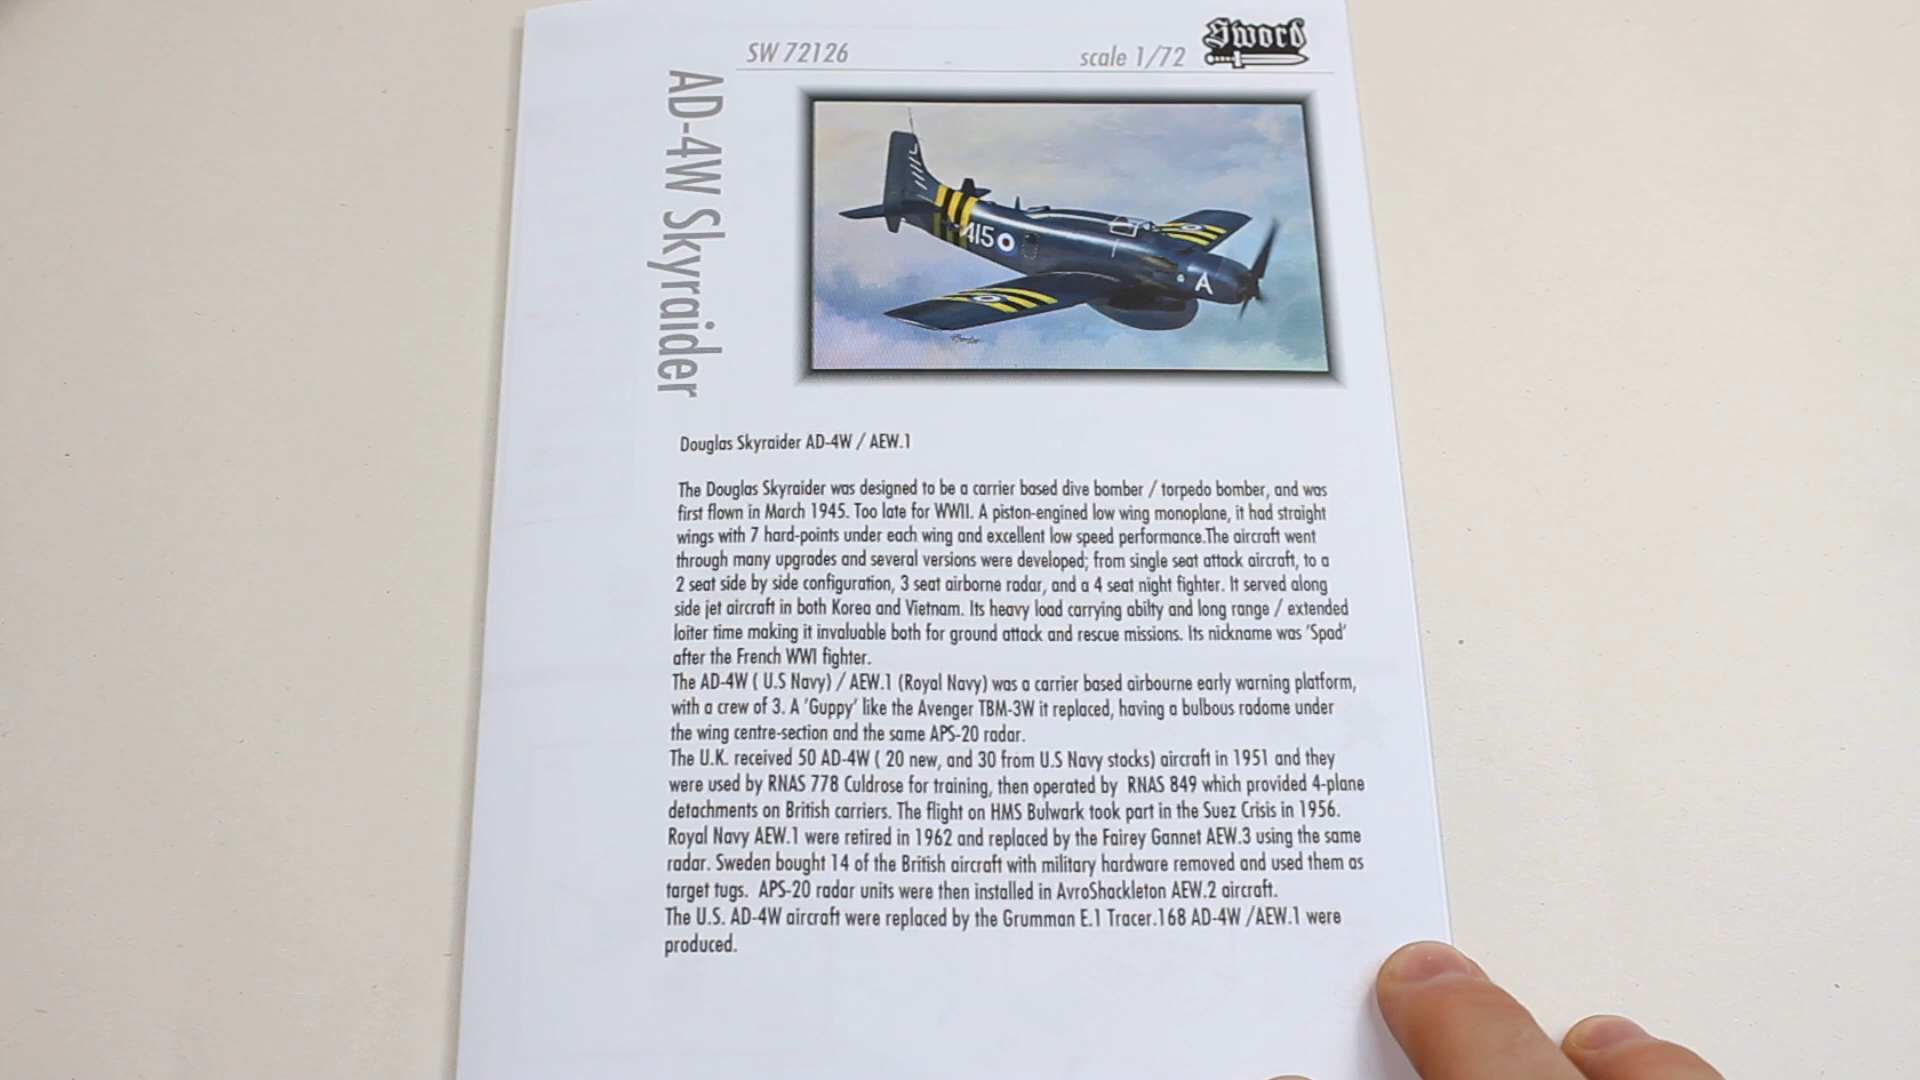 SW 72126
scale 1/72
Sword
AD-4W Skyraider
415
A
Douglas Skyraider AD-4W / AEW.1
The Douglas Skyraider was designed to be a carrier based dive bomber / torpedo bomber, and was
first flown in March 1945. Too late for WWII. A piston-engined low wing monoplane, it had straight
wings with 7 hard-points under each wing and excellent low speed performance.The aircraft went
through many upgrades and several versions were developed; from single seat attack aircraft, to a
2 seat side by side configuration, 3 seat airborne radar, and a 4 seat night fighter. It served along
side jet aircraft in both Korea and Vietnam. Its heavy load carrying abilty and long range / extended
loiter time making it invaluable both for ground attack and rescue missions. Its nickname was 'Spad'
after the French WWI fighter.
The AD-4W ( U.S Navy) / AEW.1 (Royal Navy) was a carrier based airbourne early warning platform,
with a crew of 3. A 'Guppy' like the Avenger TBM-3W it replaced, having a bulbous radome under
the wing centre-section and the same APS-20 radar.
The U.K. received 50 AD-4W ( 20 new, and 30 from U.S Navy stocks) aircraft in 1951 and they
were used by RNAS 778 Culdrose for training, then operated by RNAS 849 which provided 4-plane
detachments on British carriers. The flight on HMS Bulwark took part in the Suez Crisis in 1956.
Royal Navy AEW.1 were retired in 1962 and replaced by the Fairey Gannet AEW.3 using the same
radar. Sweden bought 14 of the British aircraft with military hardware removed and used them as
target tugs. APS-20 radar units were then installed in AvroShackleton AEW.2 aircraft.
The U.S. AD-4W aircraft were replaced by the Grumman E.1 Tracer.168 AD-4W /AEW.1 were
produced.